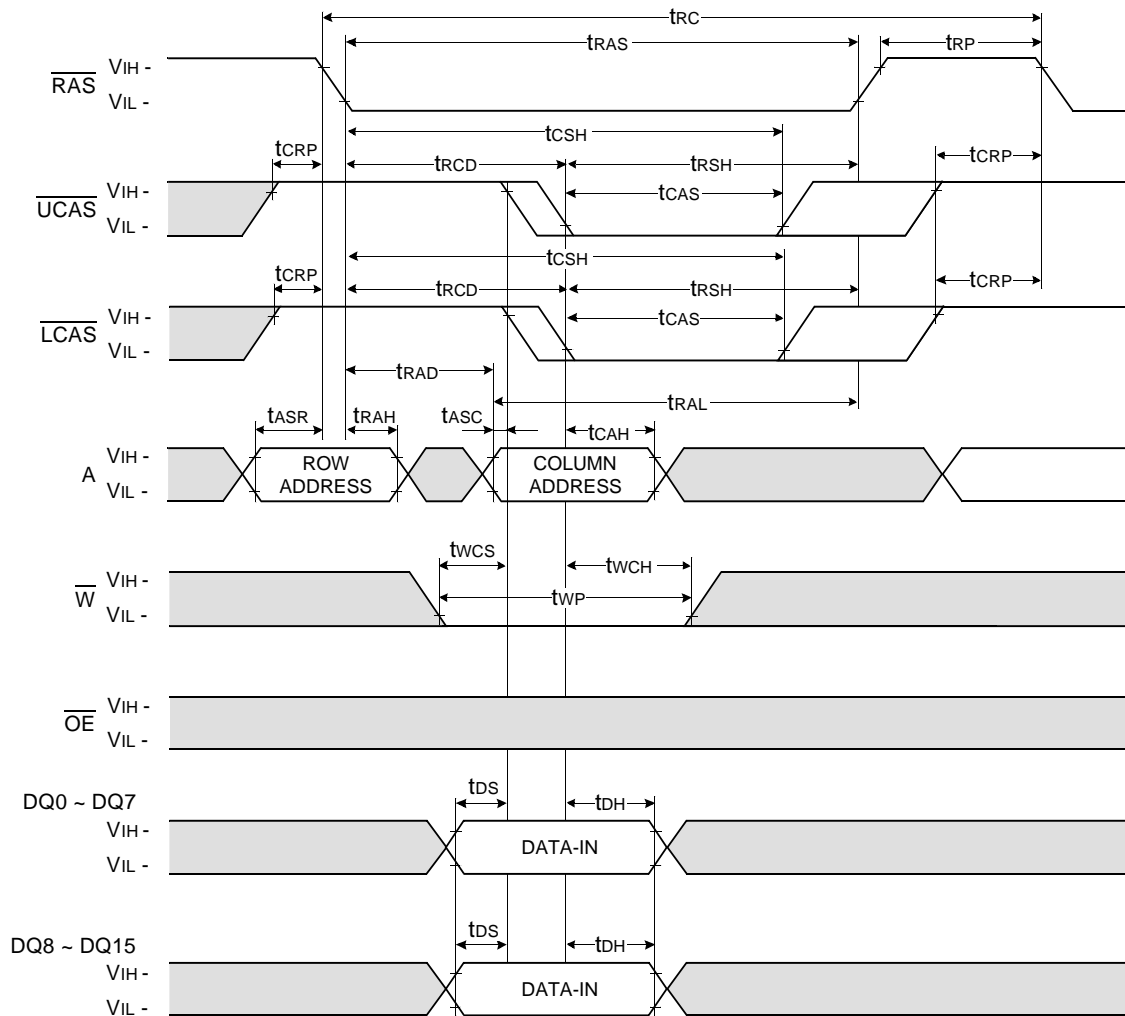 tRC
tRAS
tRP
RAS
VIH -
VIL -
tCSH
tCRP
tRCD
tRSH
tCRP
UCAS
VIH -
VIL -
tCAS
tCSH
tCRP
tRCD
tRSH
tCRP
LCAS
VIH -
VIL -
tCAS
tRAD
tRAL
tASR
tRAH
tASC
tCAH
A
VIH -
VIL -
ROW
ADDRESS
COLUMN
ADDRESS
tWCS
tWCH
W
VIH -
VIL -
tWP
OE
VIH -
VIL -
DQ0 ~ DQ7
tDS
tDH
VIH -
VIL -
DATA-IN
DQ8 ~ DQ15
tDS
tDH
VIH -
VIL -
DATA-IN